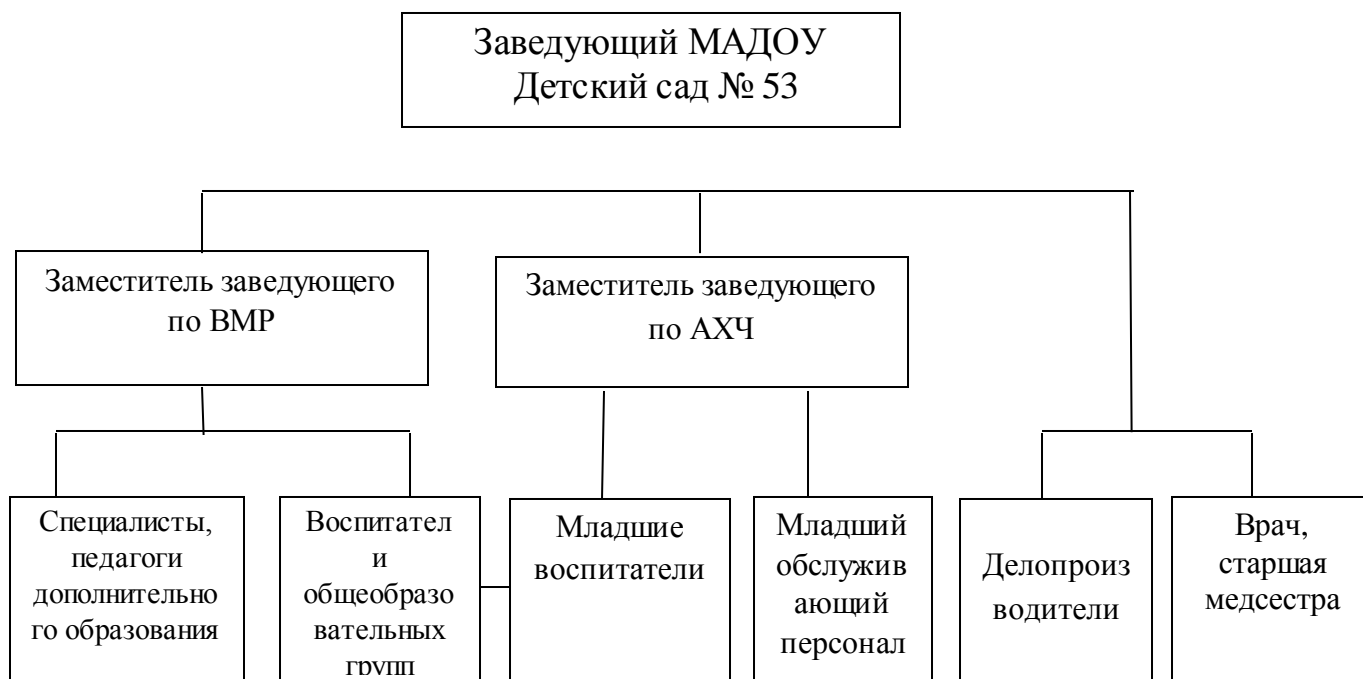 Заведующий МАДОУ
Детский сад № 53
Заместитель заведующего
по ВМР
Заместитель заведующего
по АХЧ
Специалисты,
педагоги
дополнительно
го образования
Воспитател
и
общеобразо
вательных
групп
Младшие
воспитатели
Младший
обслужив
ающий
персонал
Делопроиз
водители
Врач,
старшая
медсестра